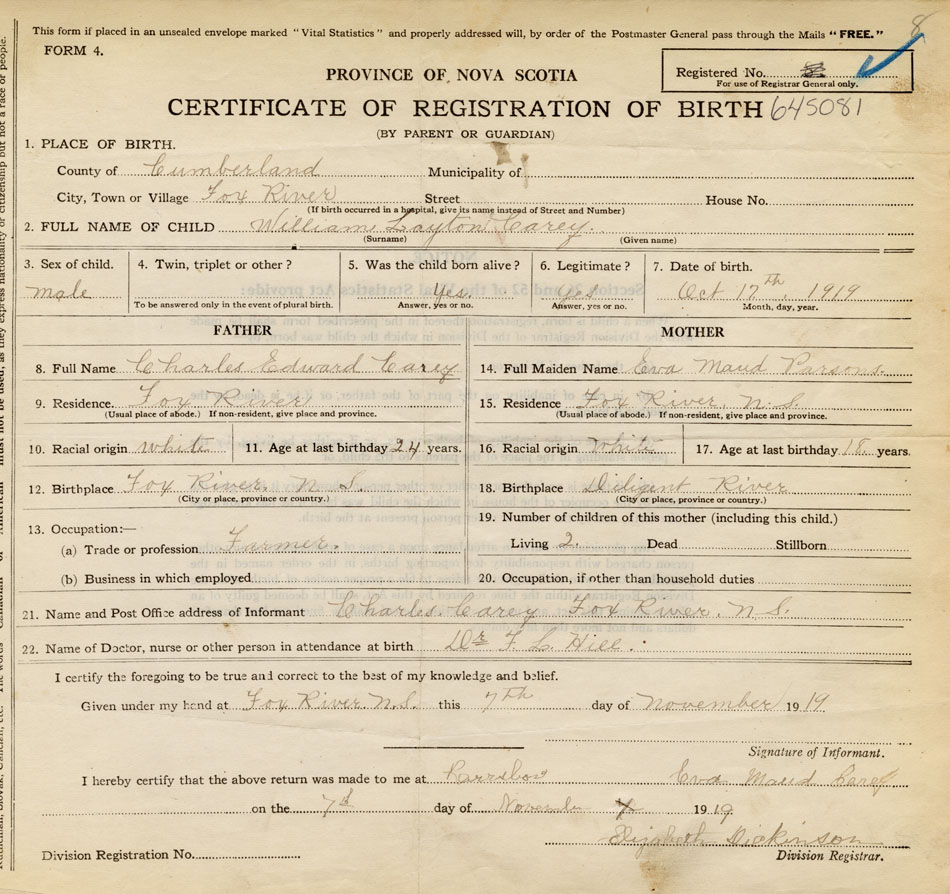 This form if placed in an unsealed envelope marked "Vital Statistics" and properly addressed will, by order of the Postmaster General pass through the Mails "FREE."
8
FORM 4.
PROVINCE OF NOVA SCOTIA
Registered No.
For use of Registrar General only.
CERTIFICATE OF REGISTRATION OF BIRTH 645081
(BY PARENT OR GUARDIAN)
1. PLACE OF BIRTH.
County of Cumberland Municipality of
City, Town or Village Fox River Street House No.
(If birth occurred in a hospital, give its name instead of Street and Number)
2. FULL NAME OF CHILD William Layton Carey.
(Surname) (Given name)
3. Sex of child. 4. Twin, triplet or other? 5. Was the child born alive? 6. Legitimate? 7. Date of birth.
male Yes. Yes Oct 17th, 1919
To be answered only in the event of plural birth. Answer, yes or no. Answer, yes or no. Month, day, year.
FATHER MOTHER
8. Full Name Charles Edward Carey 14. Full Maiden Name Eva Maud Parsons.
9. Residence. Fox River 15. Residence Fox River, N.S.
(Usual place of abode.) If non-resident, give place and province. (Usual place of abode.) If non-resident, give place and province.
10. Racial origin white 11. Age at last birthday 24 years. 16. Racial origin White 17. Age at last birthday 18. years.
12. Birthplace Fox River, N.S. 18. Birthplace Diligent River
(City or place, province or country.) (City or place, province or country.)
13. Occupation:— 19. Number of children of this mother (including this child.)
(a) Trade or profession Farmer. Living 2. Dead Stillborn
(b) Business in which employed 20. Occupation, if other than household duties
21. Name and Post Office address of Informant Charles. Carey Fox River. N.S.
22. Name of Doctor, nurse or other person in attendance at birth Dr F. L. Hill.
I certify the foregoing to be true and correct to the best of my knowledge and belief.
Given under my hand at Fox River N.S. this 7th day of November 1919
Signature of Informant.
I hereby certify that the above return was made to me at Parrsboro Eva Maud Carey
on the 7th day of November 1919
Elizabeth Dickinson
Division Registration No. Division Registrar.